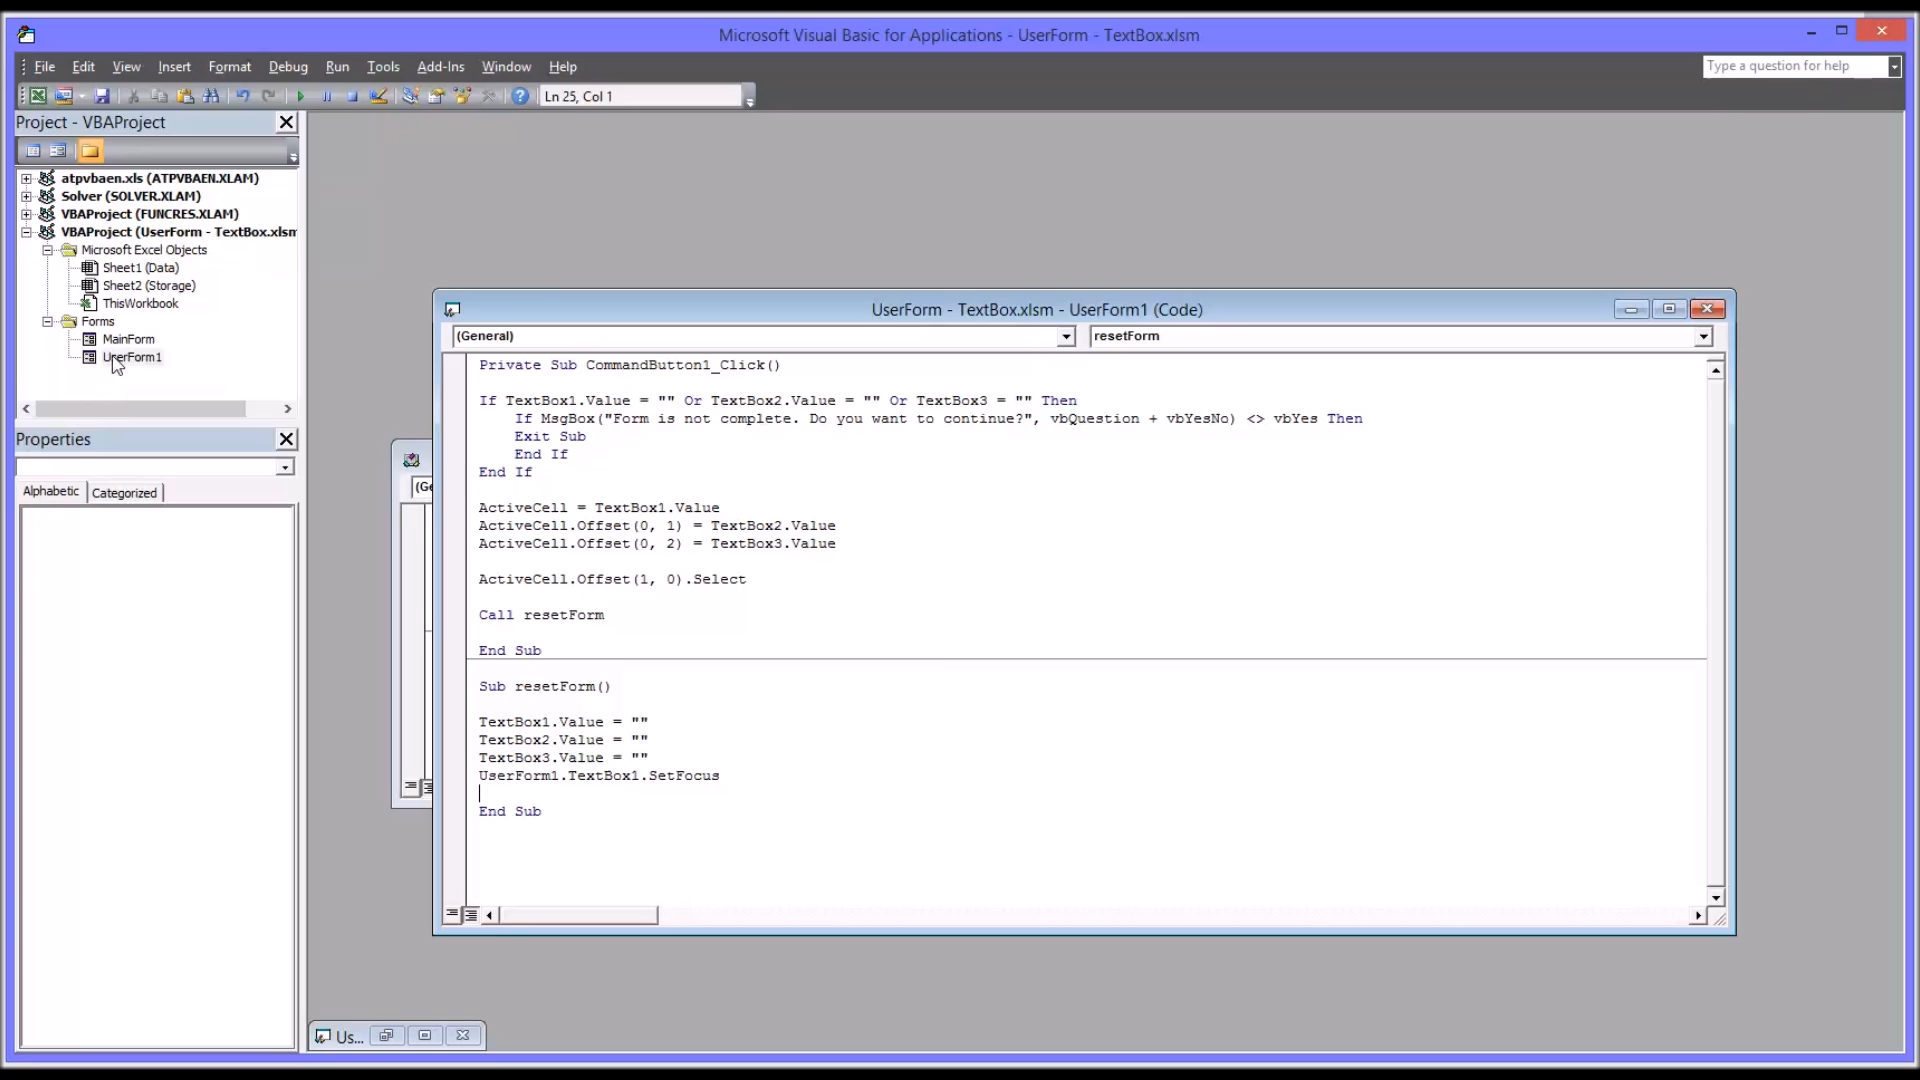 Microsoft Visual Basic for Applications - UserForm - TextBox.xlsm
File Edit View Insert Format Debug Run Tools Add-Ins Window Help
Type a question for help
Ln 25, Col 1
Project - VBAProject
atpvbaen.xls (ATPVBAEN.XLAM)
Solver (SOLVER.XLAM)
VBAProject (FUNCRES.XLAM)
VBAProject (UserForm - TextBox.xlsm
Microsoft Excel Objects
Sheet1 (Data)
Sheet2 (Storage)
ThisWorkbook
Forms
MainForm
UserForm1
Properties
Alphabetic Categorized
(Ge
UserForm - TextBox.xlsm - UserForm1 (Code)
(General) resetForm
Private Sub CommandButton1_Click()
If TextBox1.Value = "" Or TextBox2.Value = "" Or TextBox3 = "" Then
If MsgBox("Form is not complete. Do you want to continue?", vbQuestion + vbYesNo) <> vbYes Then
Exit Sub
End If
End If
ActiveCell = TextBox1.Value
ActiveCell.Offset(0, 1) = TextBox2.Value
ActiveCell.Offset(0, 2) = TextBox3.Value
ActiveCell.Offset(1, 0).Select
Call resetForm
End Sub
Sub resetForm()
TextBox1.Value = ""
TextBox2.Value = ""
TextBox3.Value = ""
UserForm1.TextBox1.SetFocus
End Sub
Us...